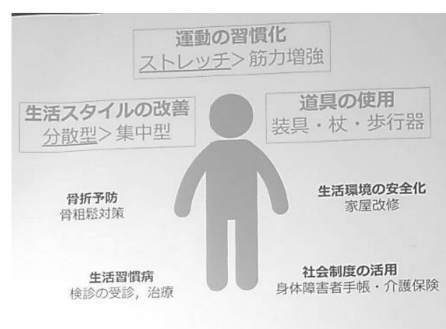 運動の習慣化
ストレッチ>筋力増強
生活スタイルの改善
分散型>集中型
道具の使用
装具・杖・歩行器
骨折予防
骨粗鬆対策
生活環境の安全化
家屋改修
生活習慣病
検診の受診，治療
社会制度の活用
身体障害者手帳・介護保険